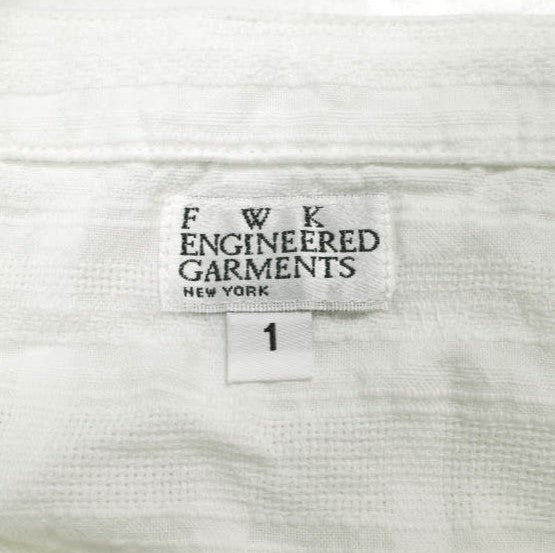 F W K
ENGINEERED
GARMENTS
NEW YORK
1